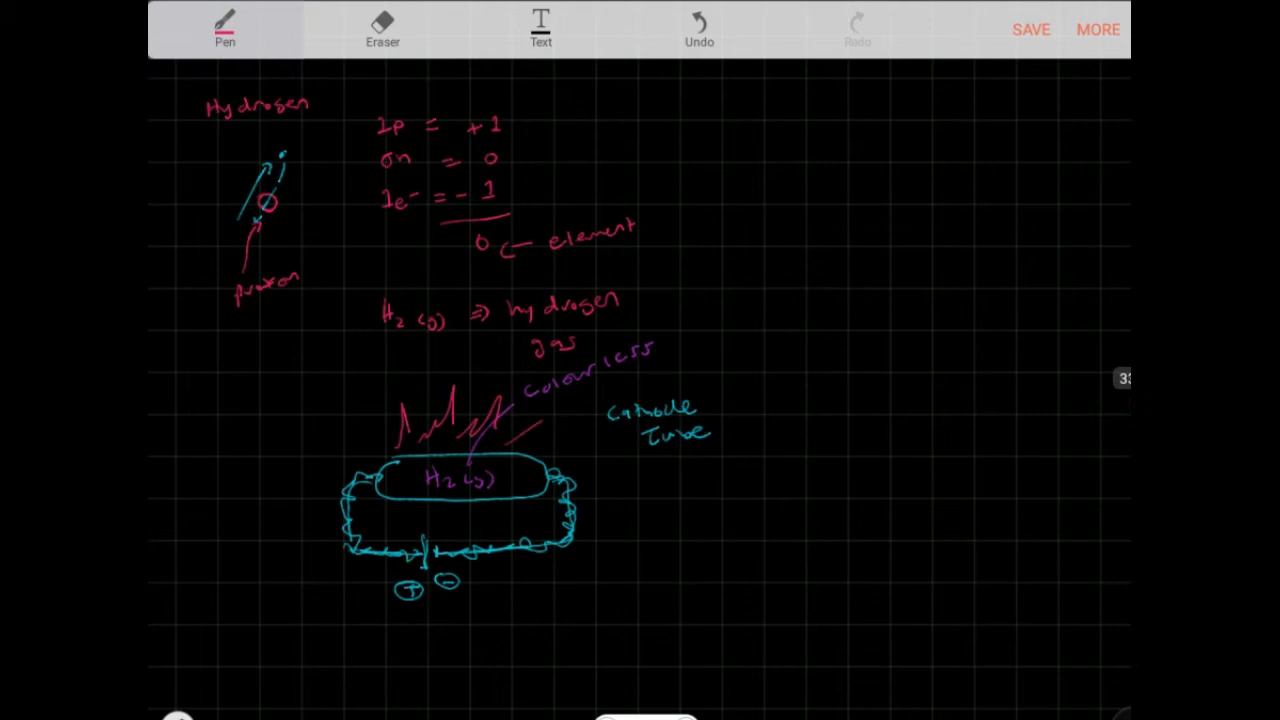 Pen Eraser Text Undo Redo SAVE MORE
Hydrogen
1p = +1
0n = 0
1e⁻ = - 1
0 ← element
proton
H₂ (g) ⇒ hydrogen
gas
Colourless
Cathode
Tube
H₂ (g)
+ -
33